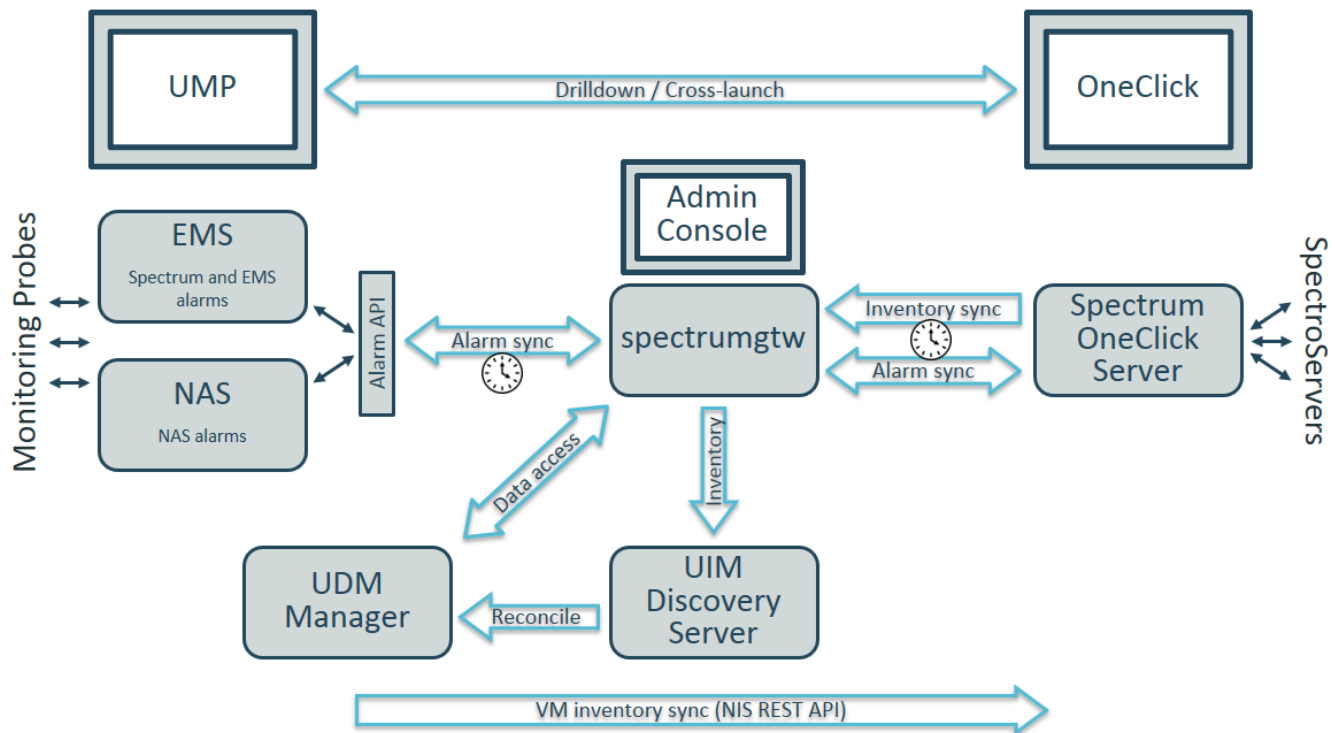 UMP
Drilldown / Cross-launch
OneClick
Admin
Console
Monitoring Probes
EMS
Spectrum and EMS
alarms
NAS
NAS alarms
Alarm API
Alarm sync
spectrumgtw
Inventory sync
Alarm sync
Spectrum
OneClick
Server
SpectroServers
Data access
Inventory
UDM
Manager
Reconcile
UIM
Discovery
Server
VM inventory sync (NIS REST API)